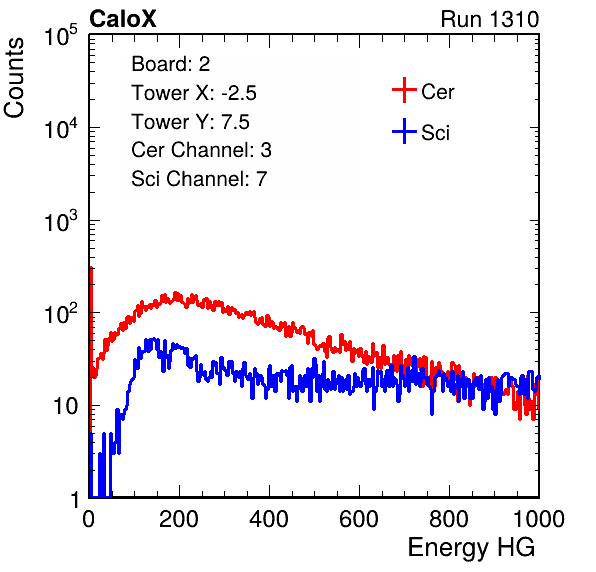 CaloX Run 1310
Counts
10^5
10^4
10^3
10^2
10
1
Board: 2
Tower X: -2.5
Tower Y: 7.5
Cer Channel: 3
Sci Channel: 7
Cer
Sci
0 200 400 600 800 1000
Energy HG